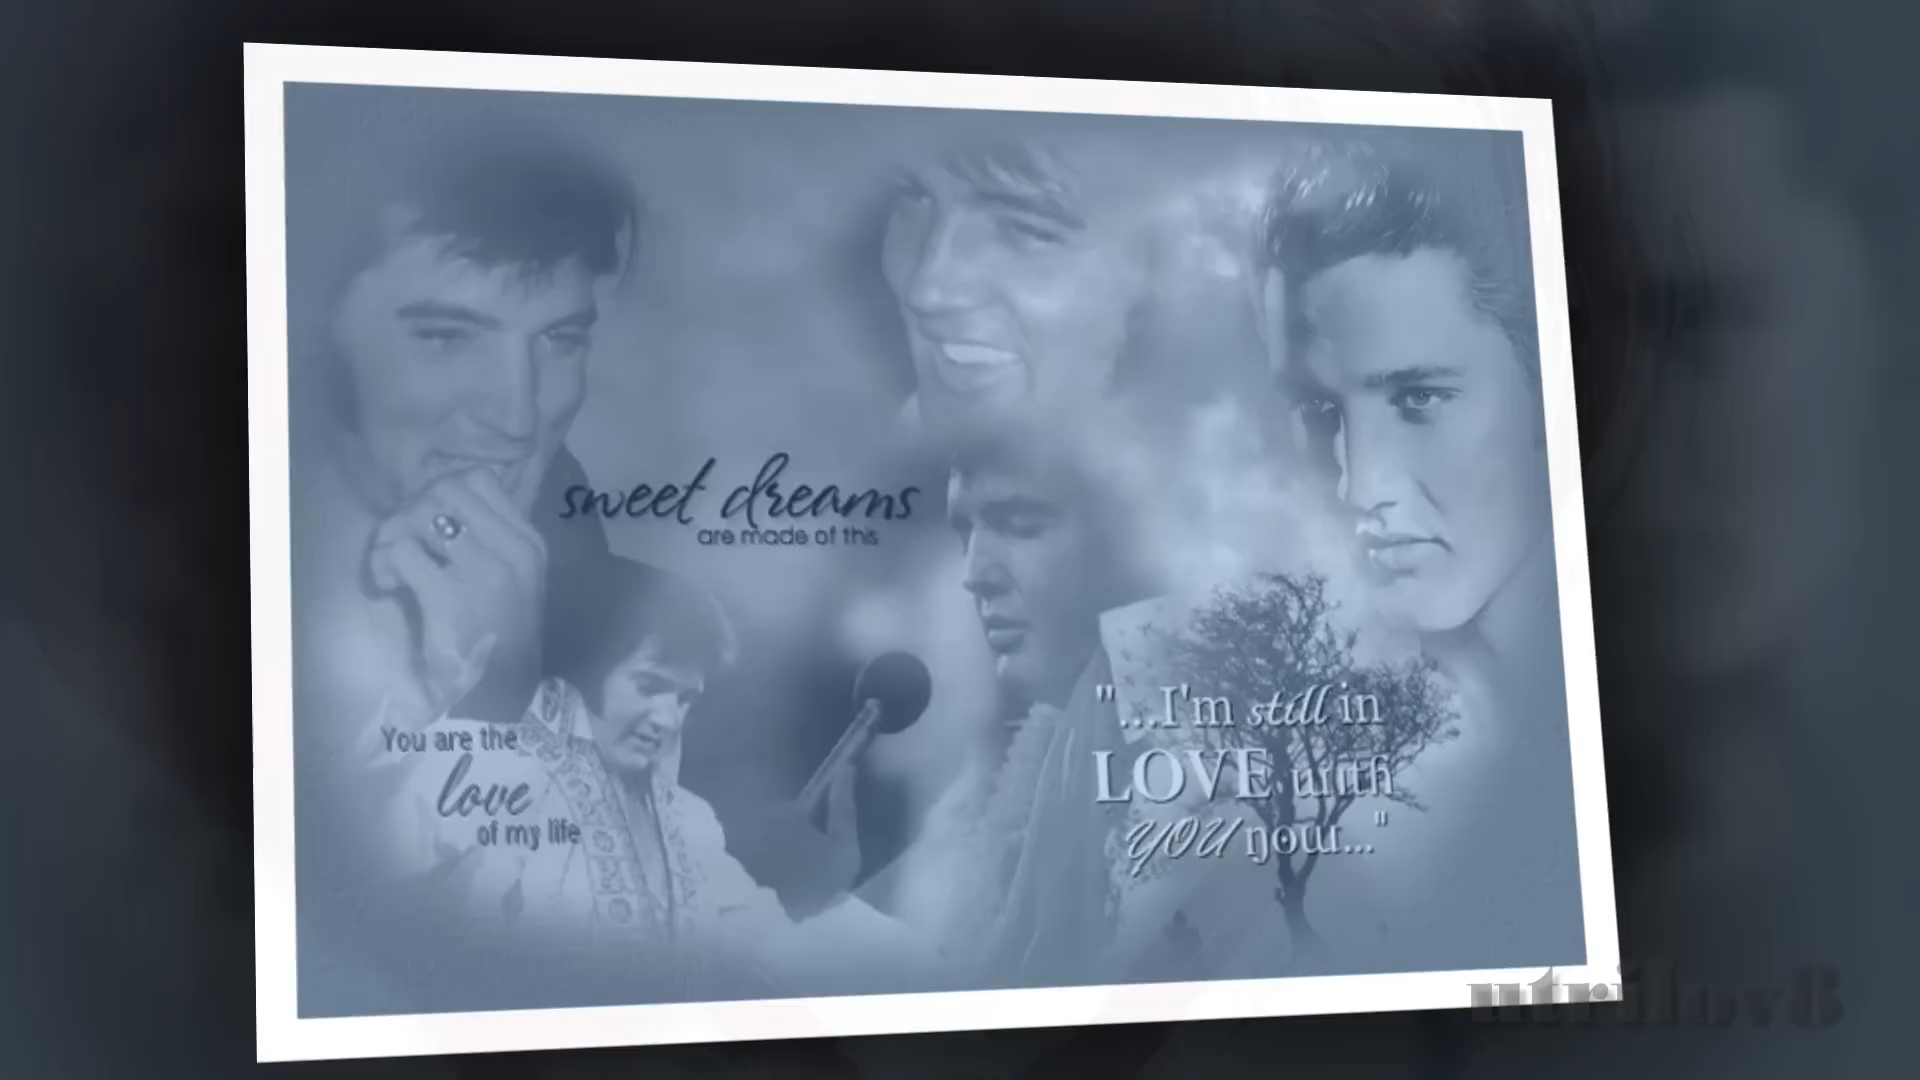 sweet dreams
are made of this
You are the
love
of my life
"...I'm still in
LOVE with
YOU now..."
utrilov8